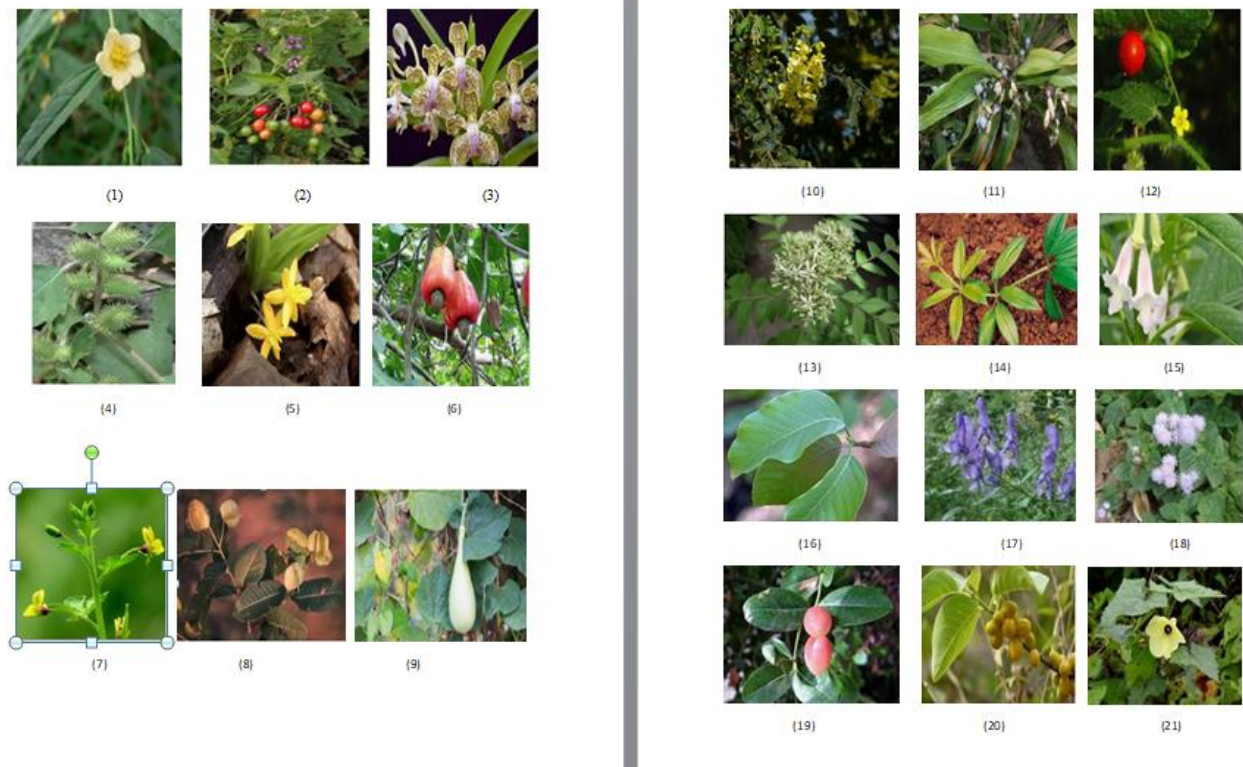 (1) (2) (3)
(4) (5) (6)
(7) (8) (9)
(10) (11) (12)
(13) (14) (15)
(16) (17) (18)
(19) (20) (21)